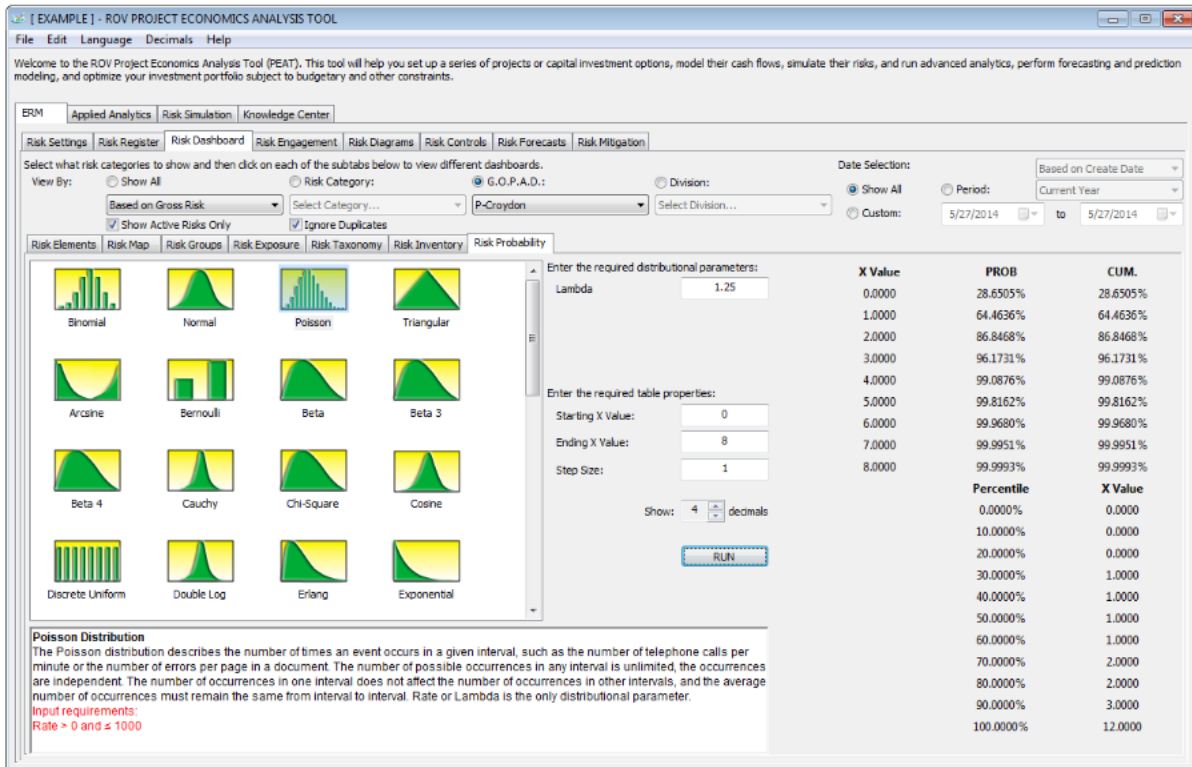 [ EXAMPLE ] - ROV PROJECT ECONOMICS ANALYSIS TOOL
File Edit Language Decimals Help
Welcome to the ROV Project Economics Analysis Tool (PEAT). This tool will help you set up a series of projects or capital investment options, model their cash flows, simulate their risks, and run advanced analytics, perform forecasting and prediction
modeling, and optimize your investment portfolio subject to budgetary and other constraints.
ERM Applied Analytics Risk Simulation Knowledge Center
Risk Settings Risk Register Risk Dashboard Risk Engagement Risk Diagrams Risk Controls Risk Forecasts Risk Mitigation
Select what risk categories to show and then click on each of the subtabs below to view different dashboards.
View By: Show All Risk Category: G.O.P.A.D.: Division:
Based on Gross Risk Select Category... P-Croydon Select Division...
Show Active Risks Only Ignore Duplicates
Date Selection: Based on Create Date
Show All Period: Current Year
Custom: 5/27/2014 to 5/27/2014
Risk Elements Risk Map Risk Groups Risk Exposure Risk Taxonomy Risk Inventory Risk Probability
Binomial Normal Poisson Triangular
Arcsine Bernoulli Beta Beta 3
Beta 4 Cauchy Chi-Square Cosine
Discrete Uniform Double Log Erlang Exponential
Enter the required distributional parameters:
Lambda 1.25
Enter the required table properties:
Starting X Value: 0
Ending X Value: 8
Step Size: 1
Show: 4 decimals
RUN
X Value PROB CUM.
0.0000 28.6505% 28.6505%
1.0000 64.4636% 64.4636%
2.0000 86.8468% 86.8468%
3.0000 96.1731% 96.1731%
4.0000 99.0876% 99.0876%
5.0000 99.8162% 99.8162%
6.0000 99.9680% 99.9680%
7.0000 99.9951% 99.9951%
8.0000 99.9993% 99.9993%
Percentile X Value
0.0000% 0.0000
10.0000% 0.0000
20.0000% 0.0000
30.0000% 1.0000
40.0000% 1.0000
50.0000% 1.0000
60.0000% 1.0000
70.0000% 2.0000
80.0000% 2.0000
90.0000% 3.0000
100.0000% 12.0000
Poisson Distribution
The Poisson distribution describes the number of times an event occurs in a given interval, such as the number of telephone calls per
minute or the number of errors per page in a document. The number of possible occurrences in any interval is unlimited, the occurrences
are independent. The number of occurrences in one interval does not affect the number of occurrences in other intervals, and the average
number of occurrences must remain the same from interval to interval. Rate or Lambda is the only distributional parameter.
Input requirements:
Rate > 0 and ≤ 1000